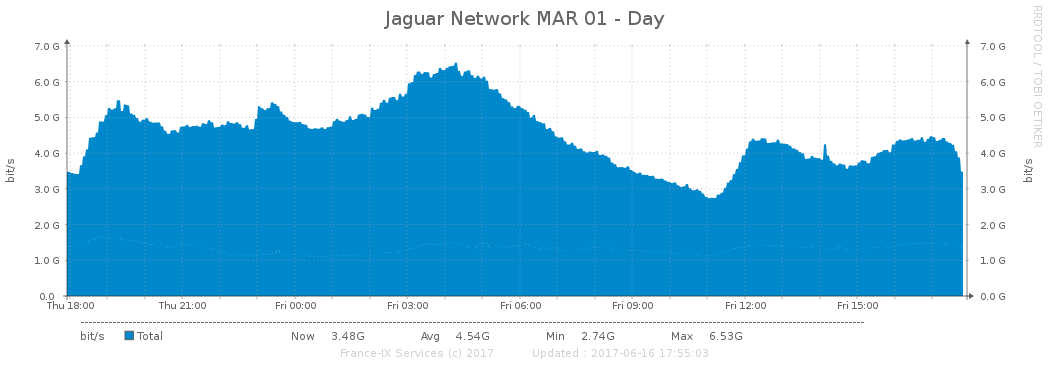 Jaguar Network MAR 01 - Day
RRDTOOL / TOBI OETIKER
bit/s
7.0 G 7.0 G
6.0 G 6.0 G
5.0 G 5.0 G
4.0 G 4.0 G
3.0 G 3.0 G
2.0 G 2.0 G
1.0 G 1.0 G
0.0 0.0 G
bit/s
Thu 18:00 Thu 21:00 Fri 00:00 Fri 03:00 Fri 06:00 Fri 09:00 Fri 12:00 Fri 15:00
bit/s Total Now 3.48G Avg 4.54G Min 2.74G Max 6.53G
France-IX Services (c) 2017 Updated : 2017-06-16 17:55:03